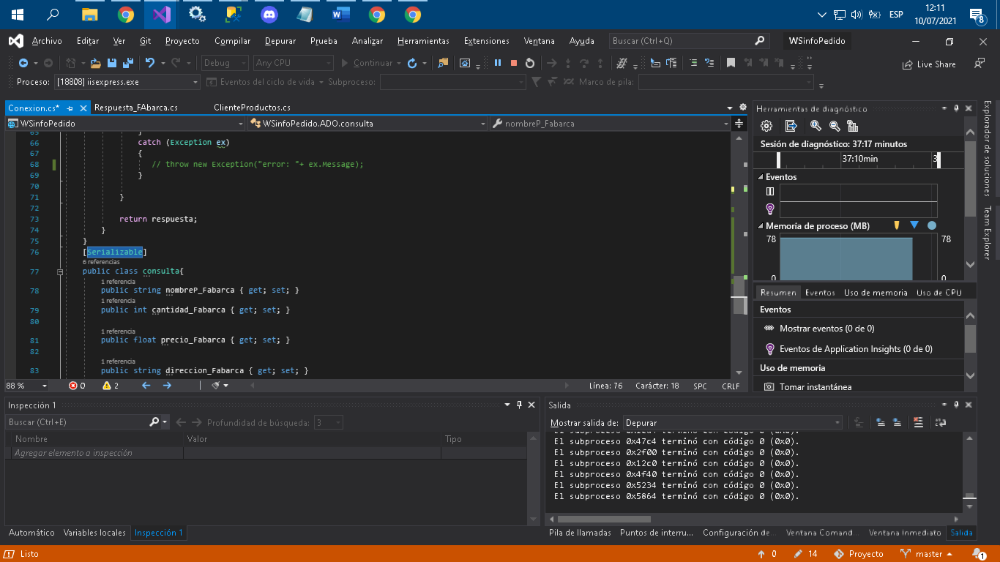 ESP
12:11
10/07/2021
8
Archivo Editar Ver Git Proyecto Compilar Depurar Prueba Analizar Herramientas Extensiones Ventana Ayuda Buscar (Ctrl+Q) WSinfoPedido
Debug Any CPU Continuar Live Share
Proceso: [18808] iisexpress.exe Eventos del ciclo de vida Subproceso: Marco de pila:
Conexion.cs* Respuesta_FAbarca.cs ClienteProductos.cs
WSinfoPedido WSinfoPedido.ADO.consulta nombreP_Fabarca
65 }
66 catch (Exception ex)
67 {
68 // throw new Exception("error: "+ ex.Message);
69 }
70
71 }
72
73 return respuesta;
74 }
75 }
76 [Serializable]
6 referencias
77 public class consulta{
1 referencia
78 public string nombreP_Fabarca { get; set; }
1 referencia
79 public int cantidad_Fabarca { get; set; }
80
1 referencia
81 public float precio_Fabarca { get; set; }
82
1 referencia
83 public string direccion_Fabarca { get; set; }
88 % 0 2 Línea: 76 Carácter: 18 SPC CRLF
Herramientas de diagnóstico
Sesión de diagnóstico: 37:17 minutos
37:10min 3
Eventos
Memoria de proceso (MB)
78 78
0 0
Resumen Eventos Uso de memoria Uso de CPU
Eventos
Mostrar eventos (0 de 0)
Eventos de Application Insights (0 de 0)
Uso de memoria
Tomar instantánea
Explorador de soluciones
Team Explorer
Inspección 1
Buscar (Ctrl+E) Profundidad de búsqueda: 3
Nombre Valor Tipo
Agregar elemento a inspección
Automático Variables locales Inspección 1
Salida
Mostrar salida de: Depurar
El subproceso terminó con código 0 (0x0).
El subproceso 0x47c4 terminó con código 0 (0x0).
El subproceso 0x2f00 terminó con código 0 (0x0).
El subproceso 0x12c0 terminó con código 0 (0x0).
El subproceso 0x4f40 terminó con código 0 (0x0).
El subproceso 0x5234 terminó con código 0 (0x0).
El subproceso 0x5864 terminó con código 0 (0x0).
Pila de llamadas Puntos de interru... Configuración de... Ventana Comand... Ventana Inmediato Salida
Listo 0 14 Proyecto master 1